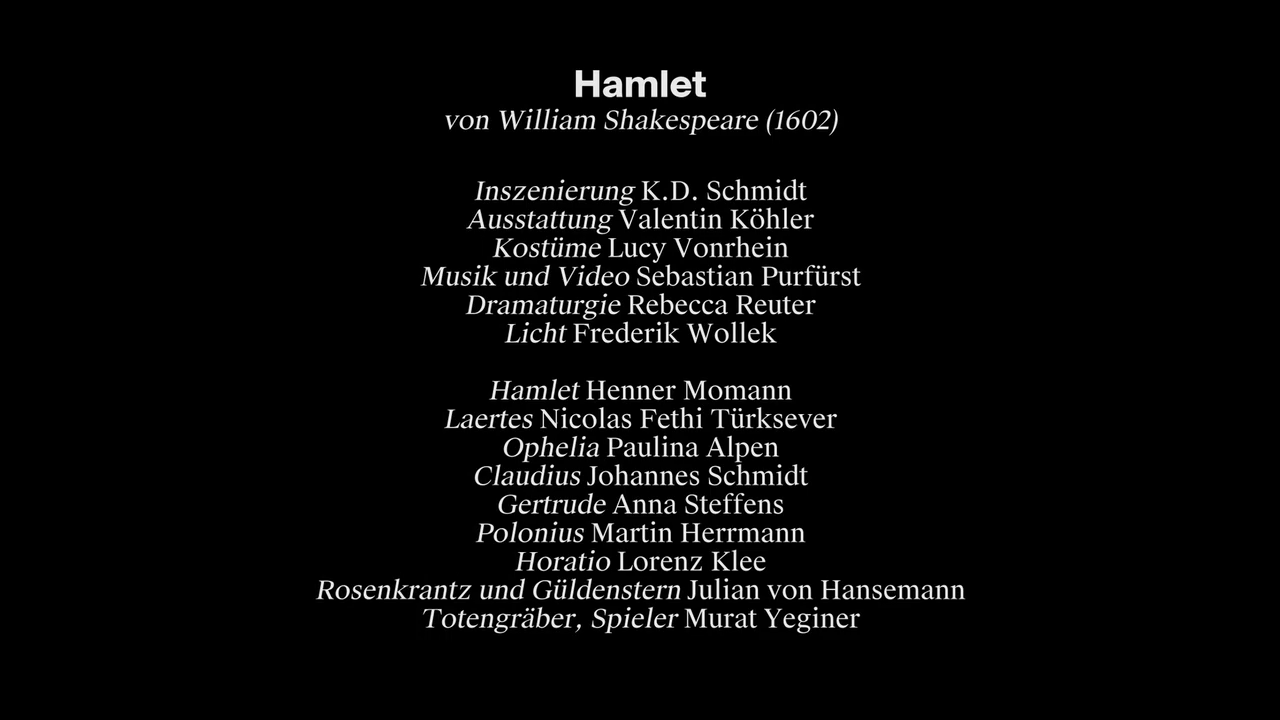 Hamlet
von William Shakespeare (1602)
Inszenierung K.D. Schmidt
Ausstattung Valentin Köhler
Kostüme Lucy Vonrhein
Musik und Video Sebastian Purfürst
Dramaturgie Rebecca Reuter
Licht Frederik Wollek
Hamlet Henner Momann
Laertes Nicolas Fethi Türksever
Ophelia Paulina Alpen
Claudius Johannes Schmidt
Gertrude Anna Steffens
Polonius Martin Herrmann
Horatio Lorenz Klee
Rosenkrantz und Güldenstern Julian von Hansemann
Totengräber, Spieler Murat Yeginer